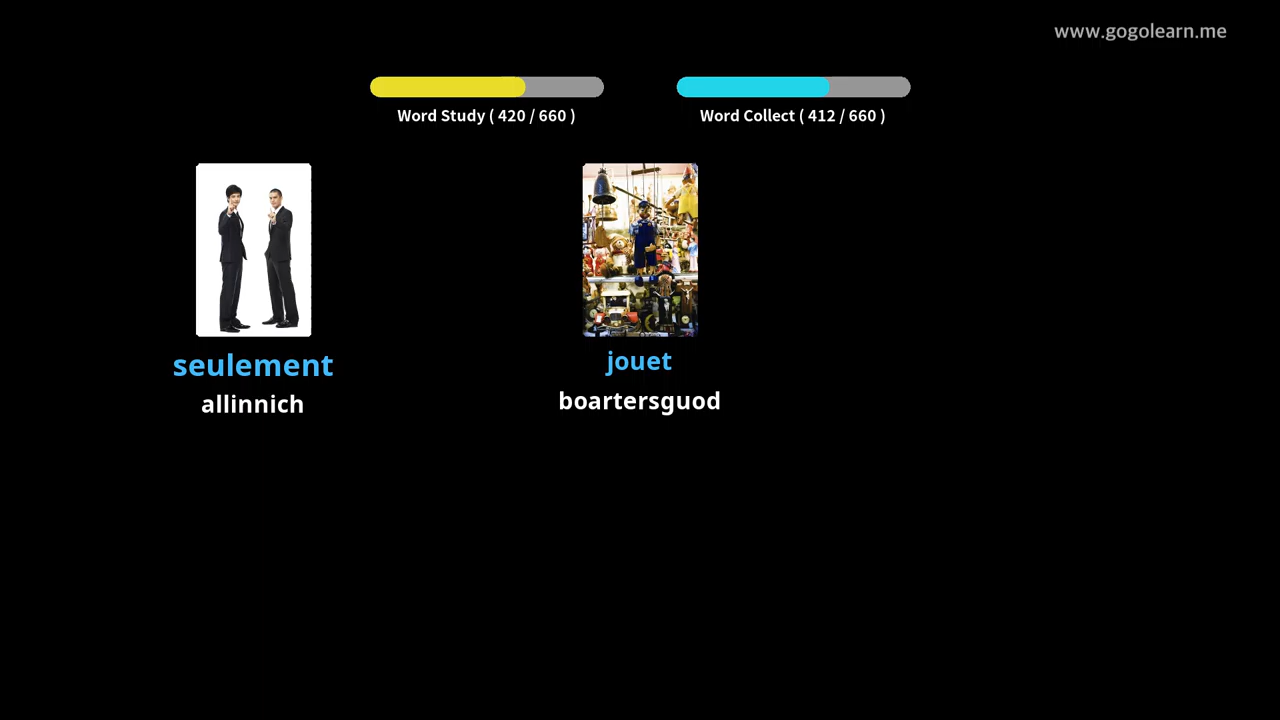 www.gogolearn.me
Word Study ( 420 / 660 )
Word Collect ( 412 / 660 )
seulement
allinnich
jouet
boartersguod